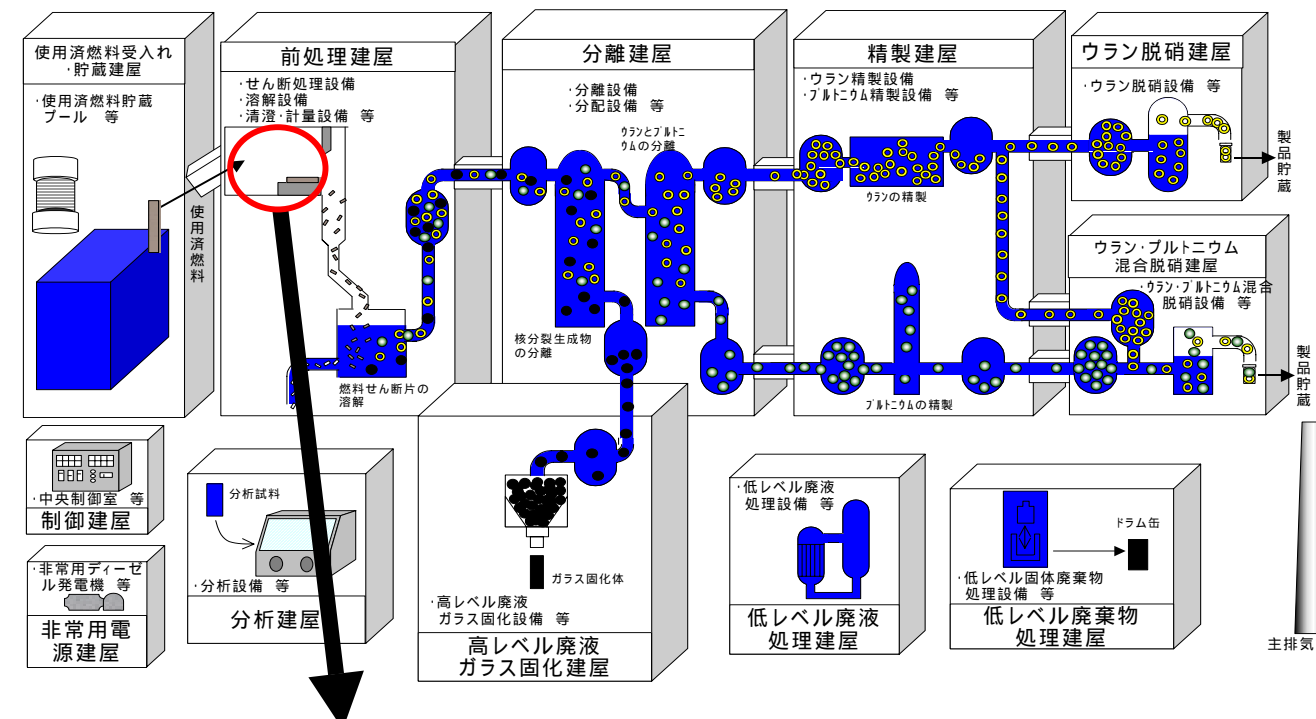 使用済燃料受入れ
・貯蔵建屋
・使用済燃料貯蔵
プール 等
使用済燃料
前処理建屋
・せん断処理設備
・溶解設備
・清澄・計量設備 等
燃料せん断片の
溶解
分離建屋
・分離設備
・分配設備 等
ウランとプルトニ
ウムの分離
核分裂生成物
の分離
精製建屋
・ウラン精製設備
・プルトニウム精製設備 等
ウランの精製
プルトニウムの精製
ウラン脱硝建屋
・ウラン脱硝設備 等
製品貯蔵
ウラン・プルトニウム
混合脱硝建屋
・ウラン・プルトニウム混合
脱硝設備 等
製品貯蔵
・中央制御室 等
制御建屋
・非常用ディーゼ
ル発電機 等
非常用電
源建屋
分析試料
・分析設備 等
分析建屋
ガラス固化体
・高レベル廃液
ガラス固化設備 等
高レベル廃液
ガラス固化建屋
・低レベル廃液
処理設備 等
低レベル廃液
処理建屋
ドラム缶
・低レベル固体廃棄物
処理設備 等
低レベル廃棄物
処理建屋
主排気